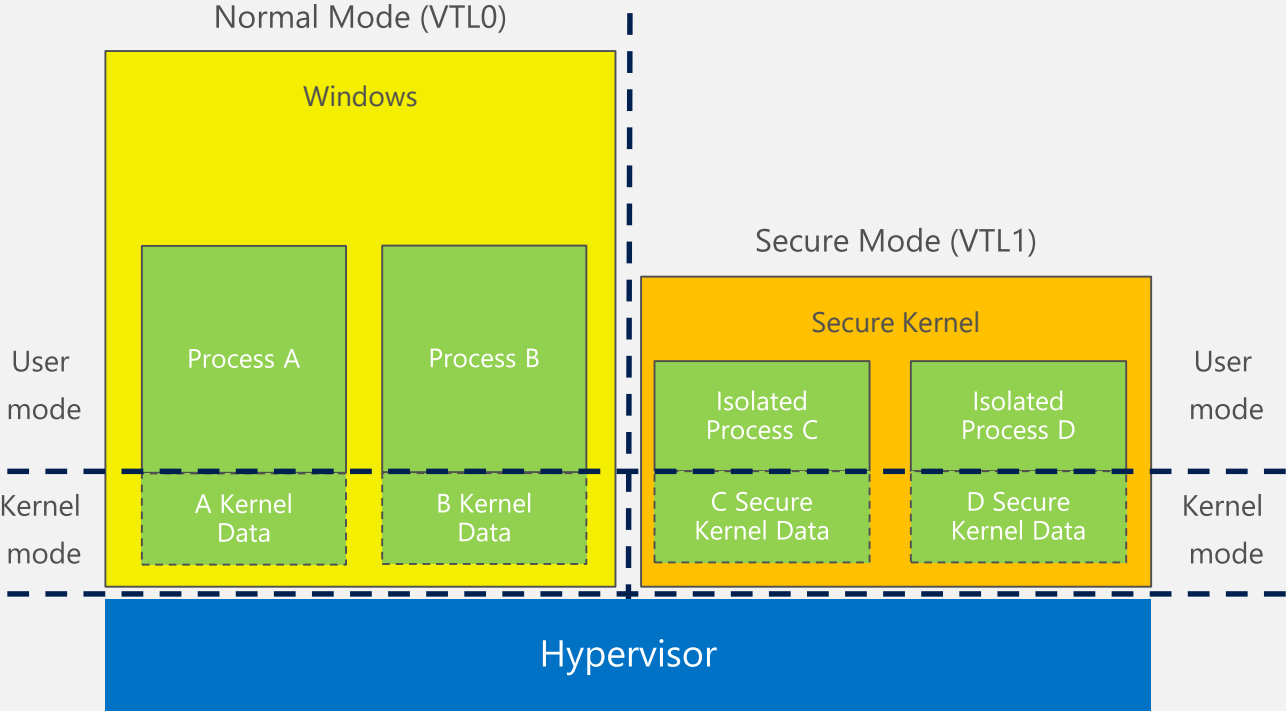 Normal Mode (VTL0)
Windows
Process A
Process B
User
mode
A Kernel
Data
B Kernel
Data
Kernel
mode
Secure Mode (VTL1)
Secure Kernel
Isolated
Process C
Isolated
Process D
User
mode
C Secure
Kernel Data
D Secure
Kernel Data
Kernel
mode
Hypervisor